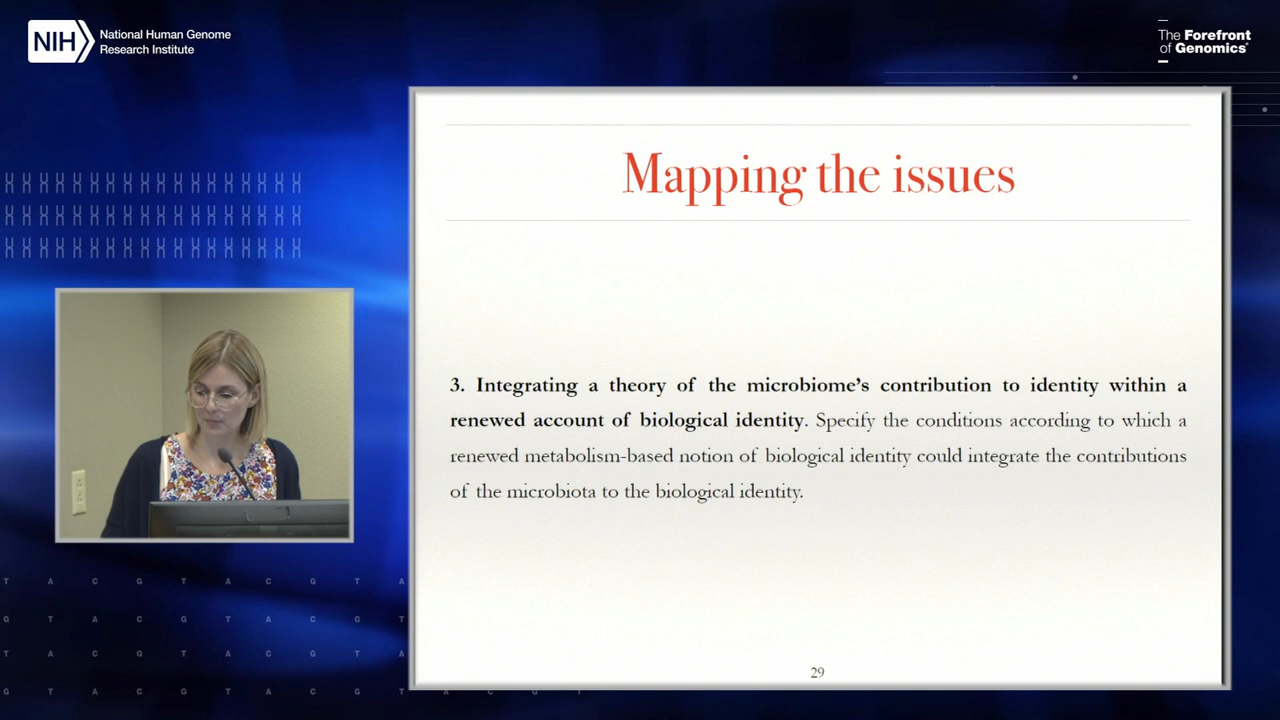 NIH
National Human Genome
Research Institute
The Forefront
of Genomics®
Mapping the issues
3. Integrating a theory of the microbiome's contribution to identity within a
renewed account of biological identity. Specify the conditions according to which a
renewed metabolism-based notion of biological identity could integrate the contributions
of the microbiota to the biological identity.
29
T A C G T A C G T A
G T A C G T A C G T
T A C G T A C G T A
G T A C G T A C G T A C G T